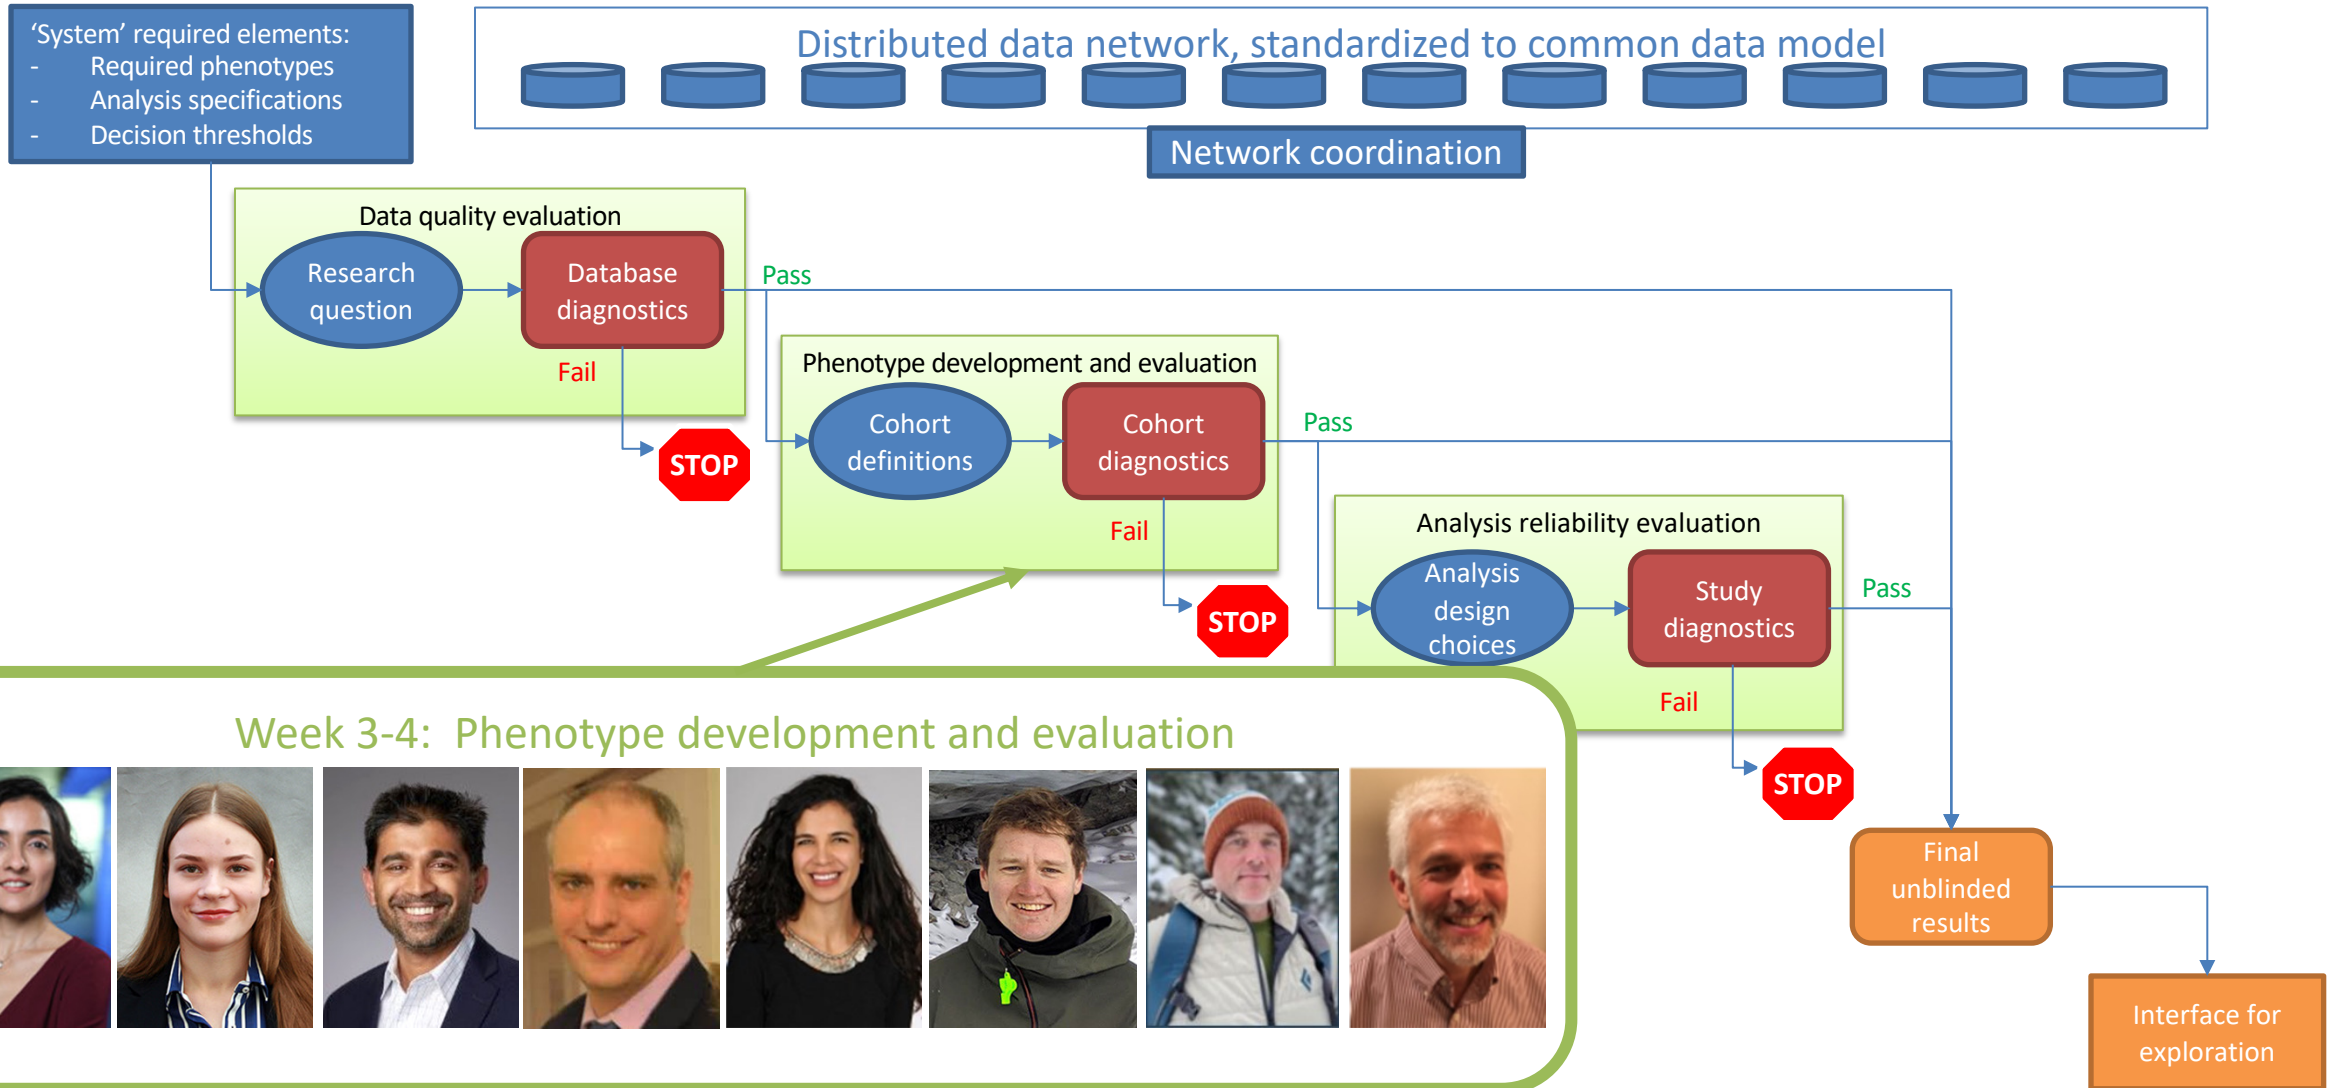 ‘System’ required elements:
- Required phenotypes
- Analysis specifications
- Decision thresholds
Distributed data network, standardized to common data model
Network coordination
Data quality evaluation
Research
question
Database
diagnostics
Pass
Fail
STOP
Phenotype development and evaluation
Cohort
definitions
Cohort
diagnostics
Pass
Fail
STOP
Analysis reliability evaluation
Analysis
design
choices
Study
diagnostics
Pass
Fail
STOP
Week 3-4: Phenotype development and evaluation
Final
unblinded
results
Interface for
exploration